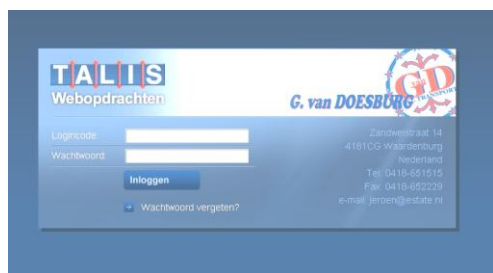 TALIS
Webopdrachten
G. van DOESBURG
GD
TRANSPORT
Logincode:
Wachtwoord:
Inloggen
Wachtwoord vergeten?
Zandweistraat 14
4181CG Waardenburg
Nederland
Tel: 0418-651515
Fax: 0418-652229
e-mail: jeroen@estate.nl